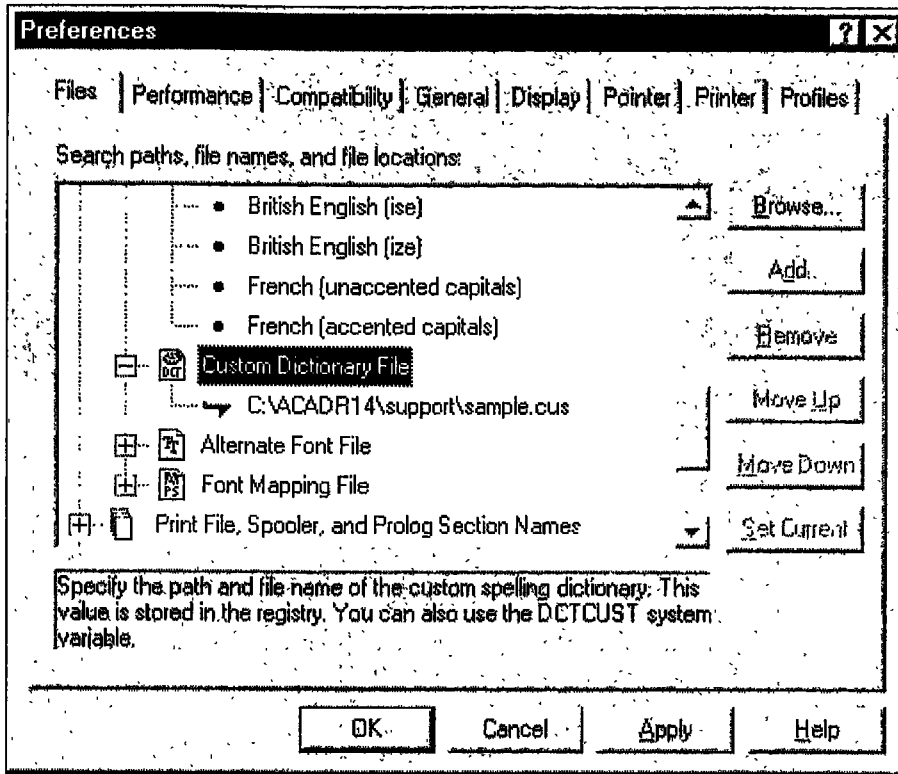 Preferences
Files Performance Compatibility General Display Pointer Printer Profiles
Search paths, file names, and file locations:
British English (ise)
British English (ize)
French (unaccented capitals)
French (accented capitals)
Custom Dictionary File
C:\ACADR14\support\sample.cus
Alternate Font File
Font Mapping File
Print File, Spooler, and Prolog Section Names
Browse...
Add...
Remove
Move Up
Move Down
Set Current
Specify the path and file name of the custom spelling dictionary. This
value is stored in the registry. You can also use the DCTCUST system
variable.
OK Cancel Apply Help